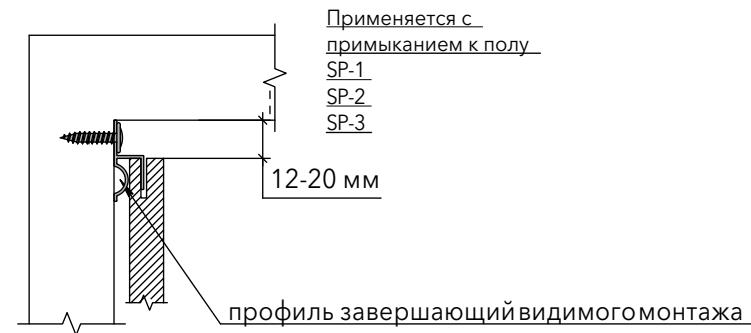 Применяется с
примыканием к полу
SP-1
SP-2
SP-3
12-20 мм
профиль завершающий видимого монтажа